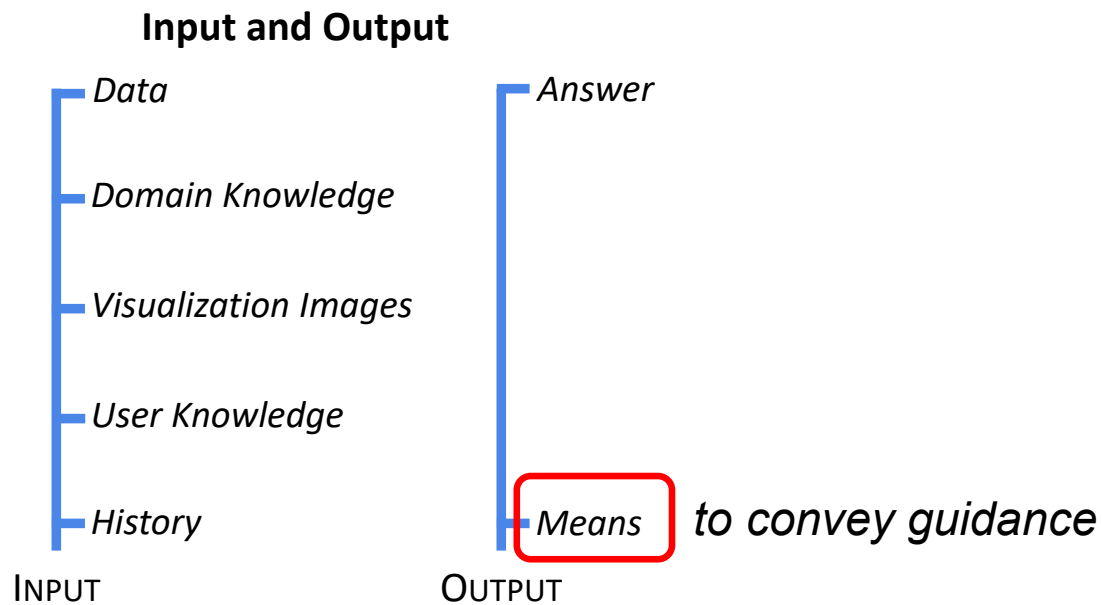 Input and Output
Data
Answer
Domain Knowledge
Visualization Images
User Knowledge
History
Means to convey guidance
INPUT
OUTPUT